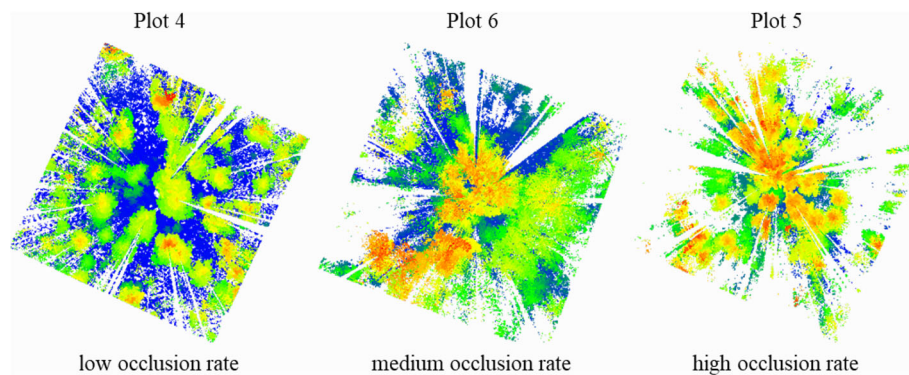 Plot 4
Plot 6
Plot 5
low occlusion rate
medium occlusion rate
high occlusion rate